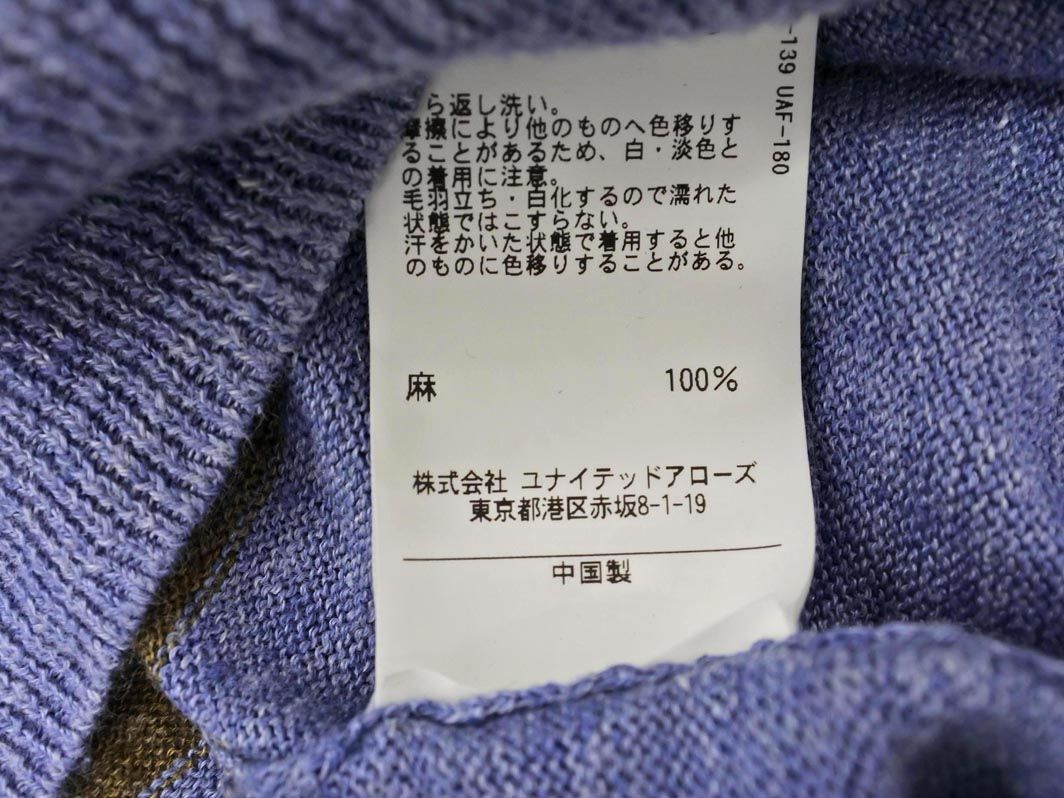 ら返し洗い。
摩擦により他のものへ色移りす
ることがあるため、白・淡色と
の着用に注意。
毛羽立ち・白化するので濡れた
状態ではこすらない。
汗をかいた状態で着用すると他
のものに色移りすることがある。
麻 100%
株式会社 ユナイテッドアローズ
東京都港区赤坂8-1-19
中国製
-139 UAF-180